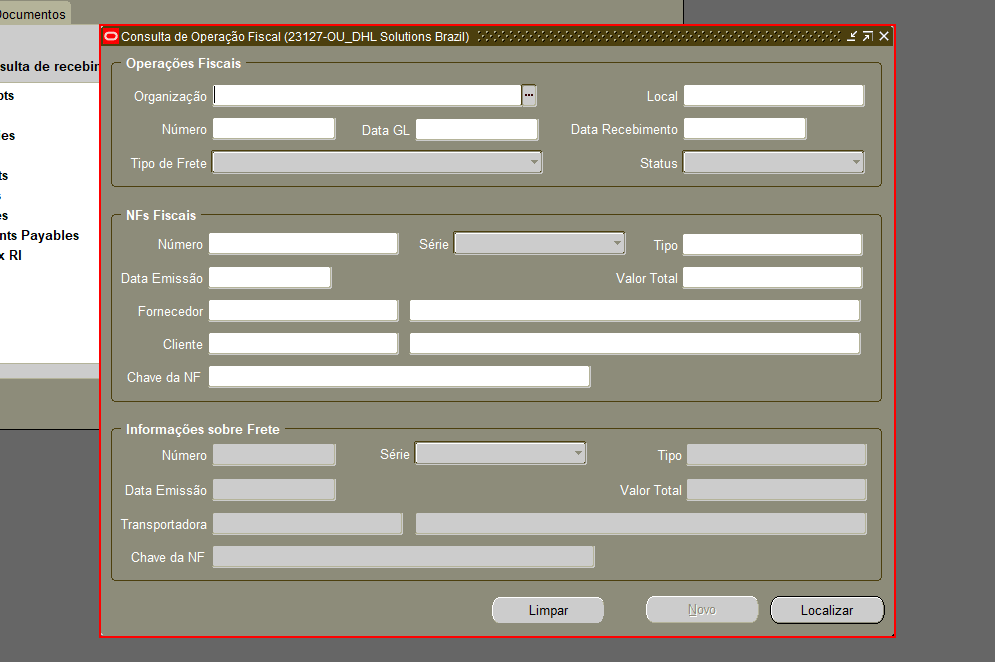 Documentos
Consulta de Operação Fiscal (23127-OU_DHL Solutions Brazil)
Operações Fiscais
Organização
...
Local
Número
Data GL
Data Recebimento
Tipo de Frete
Status
NFs Fiscais
Número
Série
Tipo
Data Emissão
Valor Total
Fornecedor
Cliente
Chave da NF
Informações sobre Frete
Número
Série
Tipo
Data Emissão
Valor Total
Transportadora
Chave da NF
Limpar
Novo
Localizar
sulta de recebir
pts
ies
ts
s
es
nts Payables
x RI